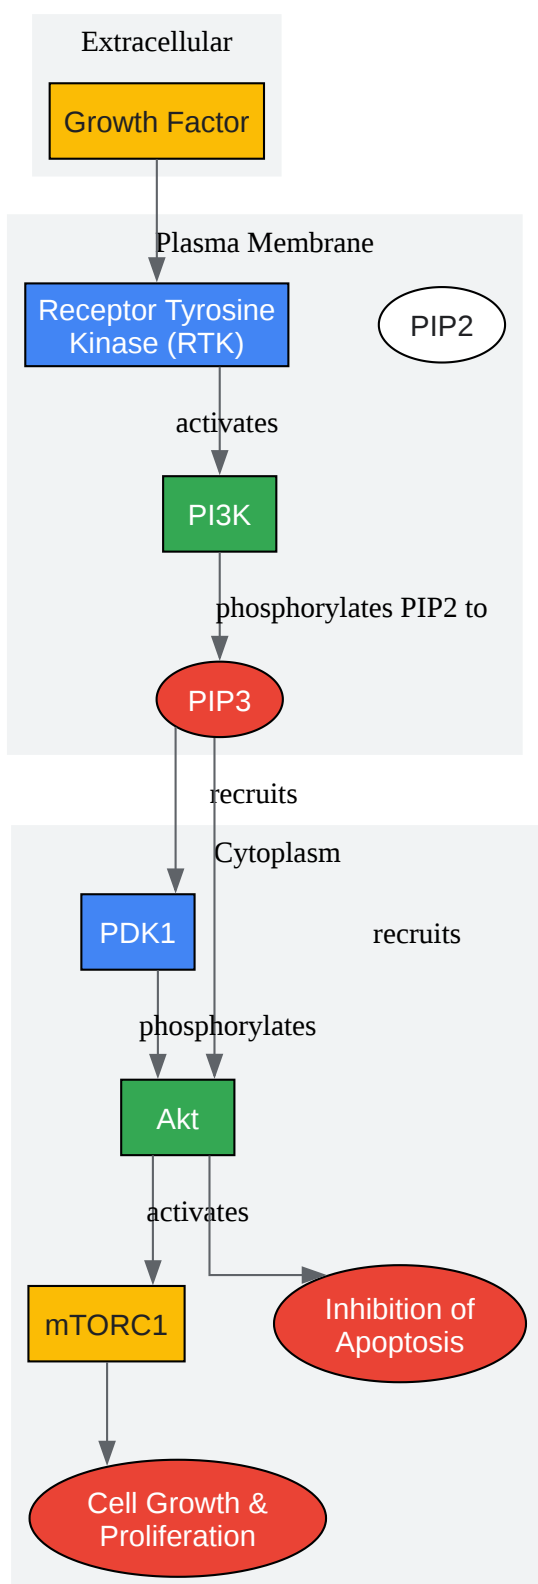 Extracellular
Growth Factor
Plasma Membrane
Receptor Tyrosine
Kinase (RTK)
PIP2
activates
PI3K
phosphorylates PIP2 to
PIP3
recruits
Cytoplasm
PDK1
recruits
phosphorylates
Akt
activates
mTORC1
Inhibition of
Apoptosis
Cell Growth &
Proliferation